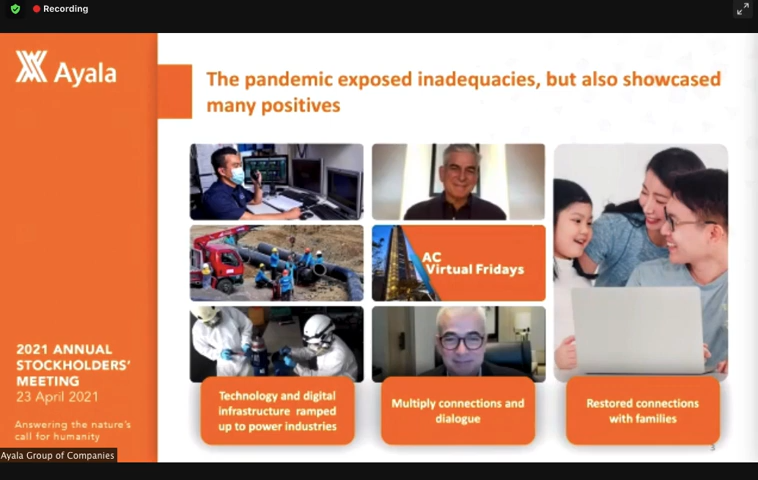 Recording
Ayala
The pandemic exposed inadequacies, but also showcased
many positives
AC
Virtual Fridays
2021 ANNUAL
STOCKHOLDERS'
MEETING
23 April 2021
Answering the nature's
call for humanity
Technology and digital
infrastructure ramped
up to power industries
Multiply connections and
dialogue
Restored connections
with families
3
Ayala Group of Companies